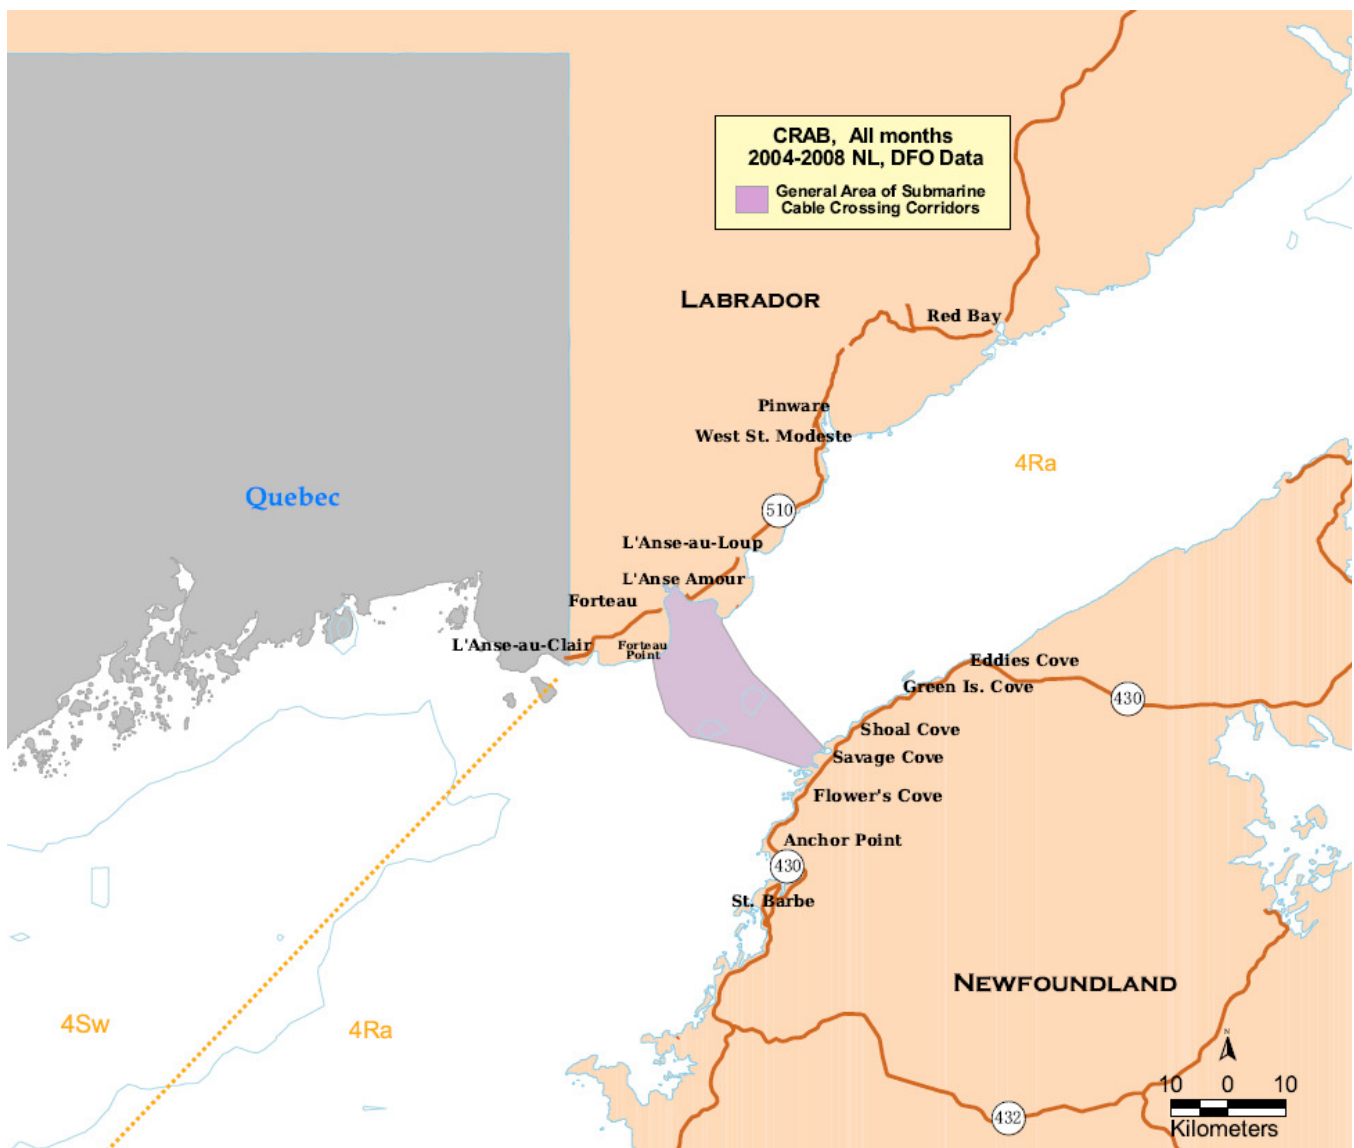 CRAB, All months
2004-2008 NL, DFO Data
General Area of Submarine
Cable Crossing Corridors
LABRADOR
Red Bay
Pinware
West St. Modeste
4Ra
Quebec
510
L'Anse-au-Loup
L'Anse Amour
Forteau
L'Anse-au-Clair
Forteau
Point
Eddies Cove
Green Is. Cove
430
Shoal Cove
Savage Cove
Flower's Cove
Anchor Point
430
St. Barbe
NEWFOUNDLAND
4Sw
4Ra
N
10 0 10
Kilometers
432